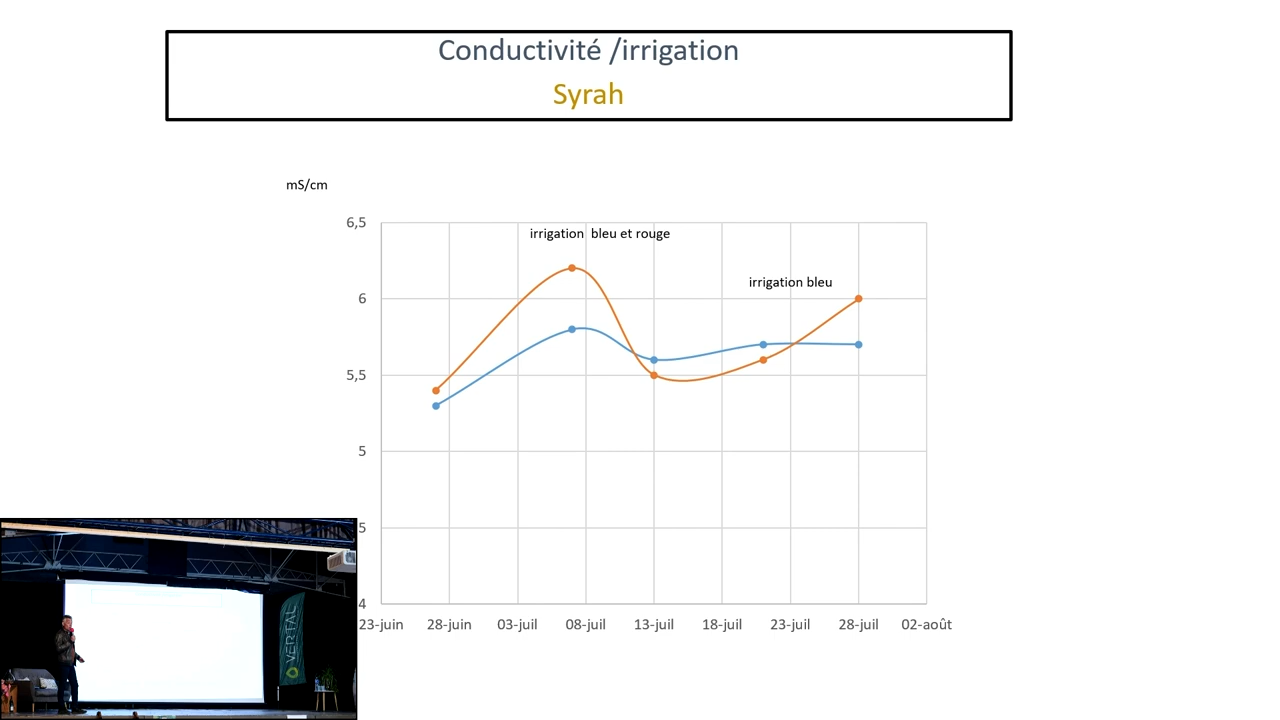 Conductivité /irrigation
Syrah
mS/cm
6,5
irrigation  bleu et rouge
irrigation bleu
6
5,5
5
5
4
23-juin 28-juin 03-juil 08-juil 13-juil 18-juil 23-juil 28-juil 02-août
VERTAL